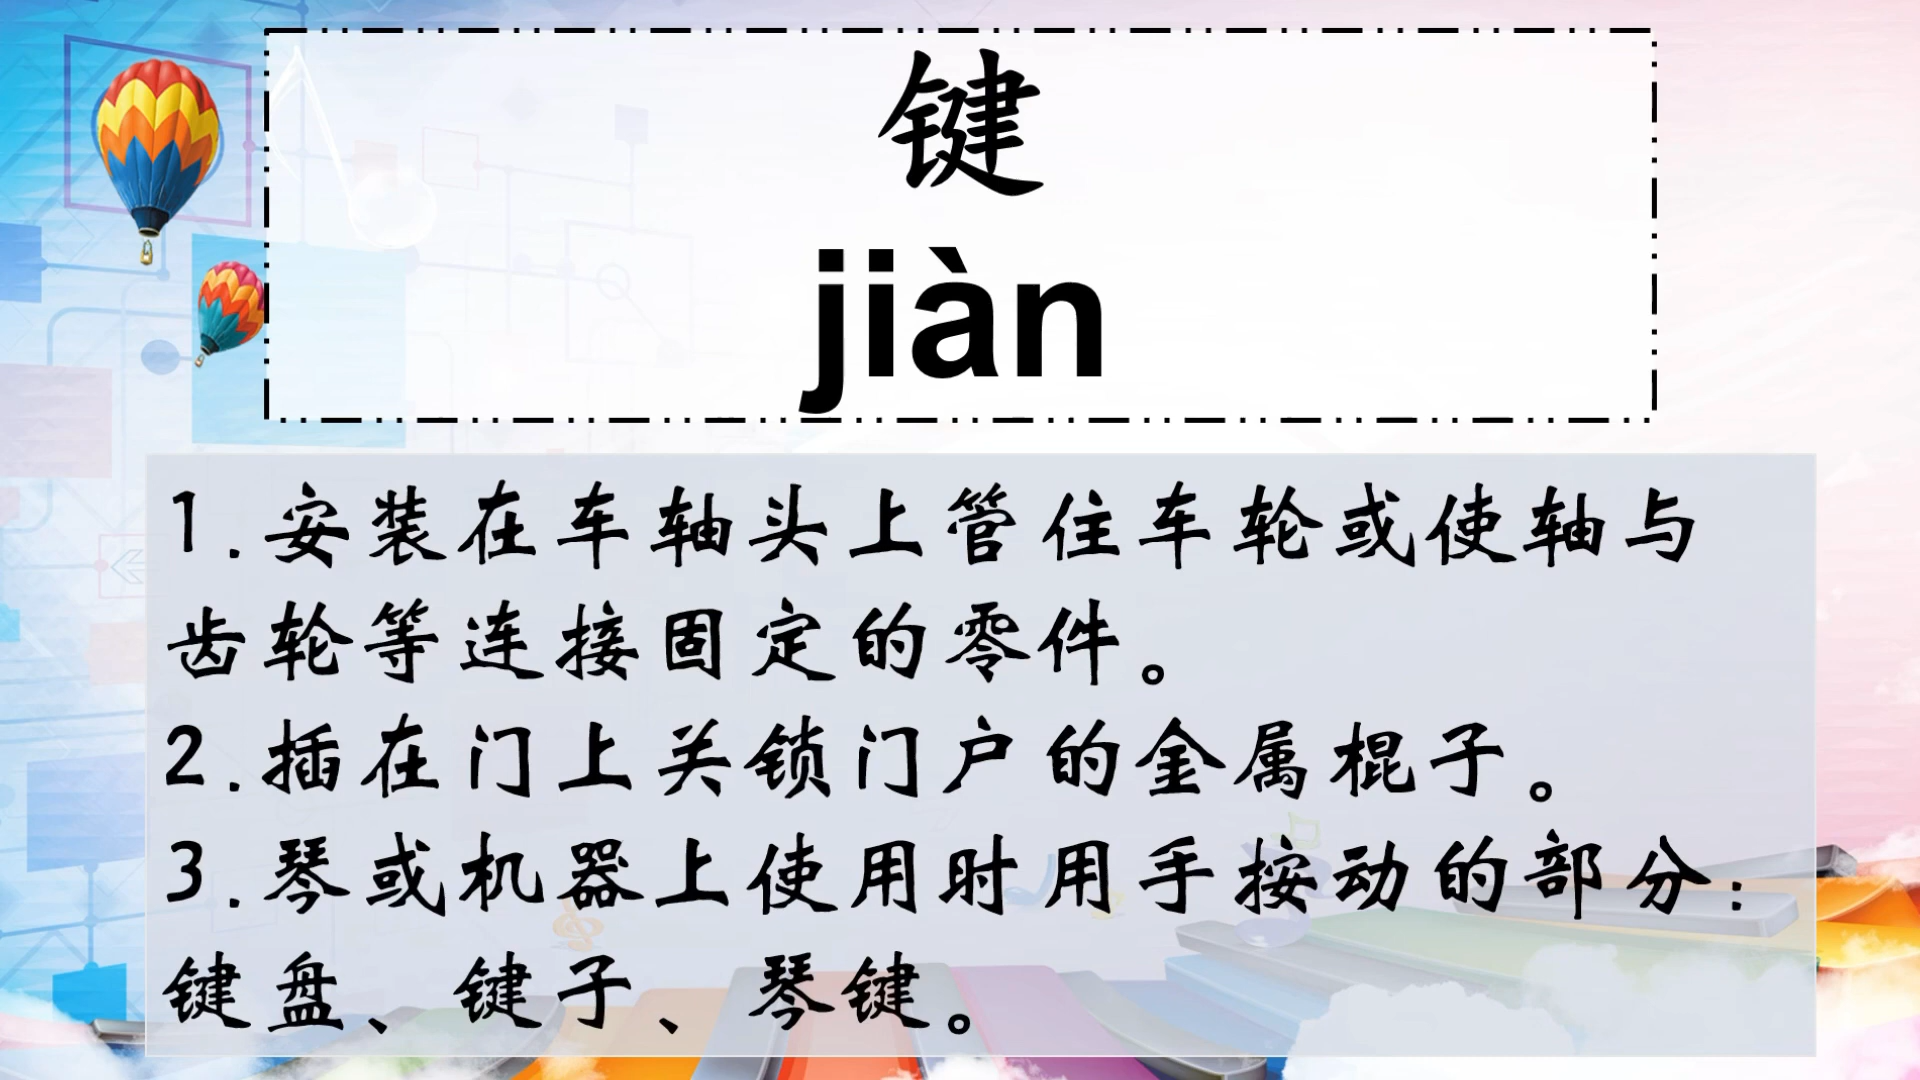 键
jiàn
1.安装在车轴头上管住车轮或使轴与
齿轮等连接固定的零件。
2.插在门上关锁门户的金属棍子。
3.琴或机器上使用时用手按动的部分：
键盘、键子、琴键。